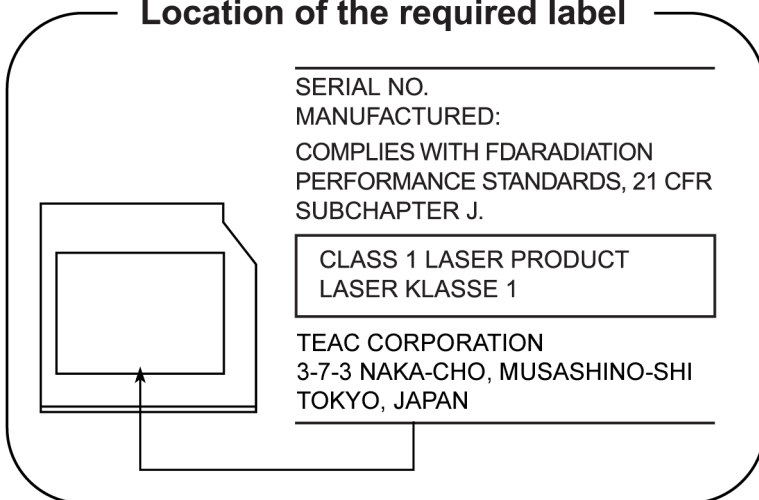 Location of the required label
SERIAL NO.
MANUFACTURED:
COMPLIES WITH FDARADIATION
PERFORMANCE STANDARDS, 21 CFR
SUBCHAPTER J.
CLASS 1 LASER PRODUCT
LASER KLASSE 1
TEAC CORPORATION
3-7-3 NAKA-CHO, MUSASHINO-SHI
TOKYO, JAPAN